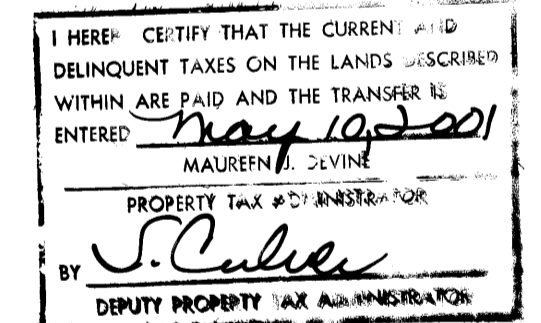 I HEREBY CERTIFY THAT THE CURRENT AND
DELINQUENT TAXES ON THE LANDS DESCRIBED
WITHIN ARE PAID AND THE TRANSFER IS
ENTERED May 10, 2001
MAUREEN J. DEVINE
PROPERTY TAX ADMINISTRATOR
BY S. Culver
DEPUTY PROPERTY TAX ADMINISTRATOR